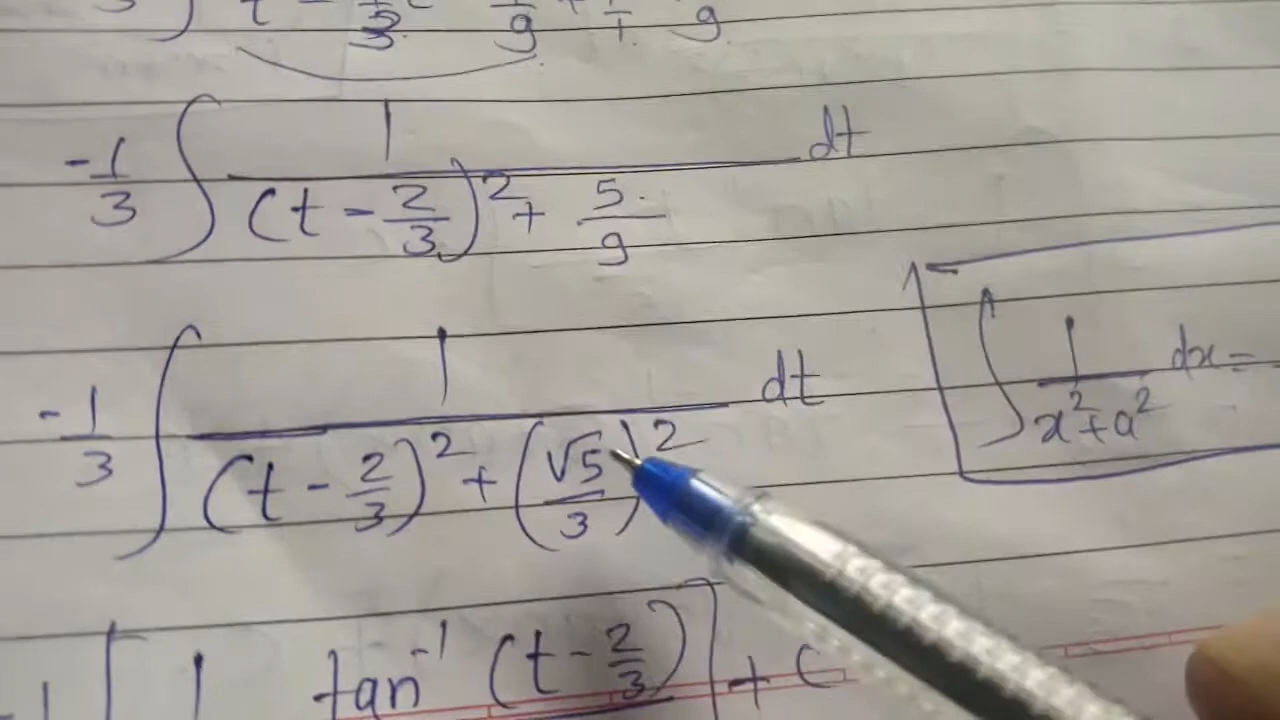 -1/3 ∫ 1/((t - 2/3)² + 5/9) dt
-1/3 ∫ 1/((t - 2/3)² + (√5/3)²) dt
∫ 1/(x² + a²) dx =
tan⁻¹ (t - 2/3)] + C